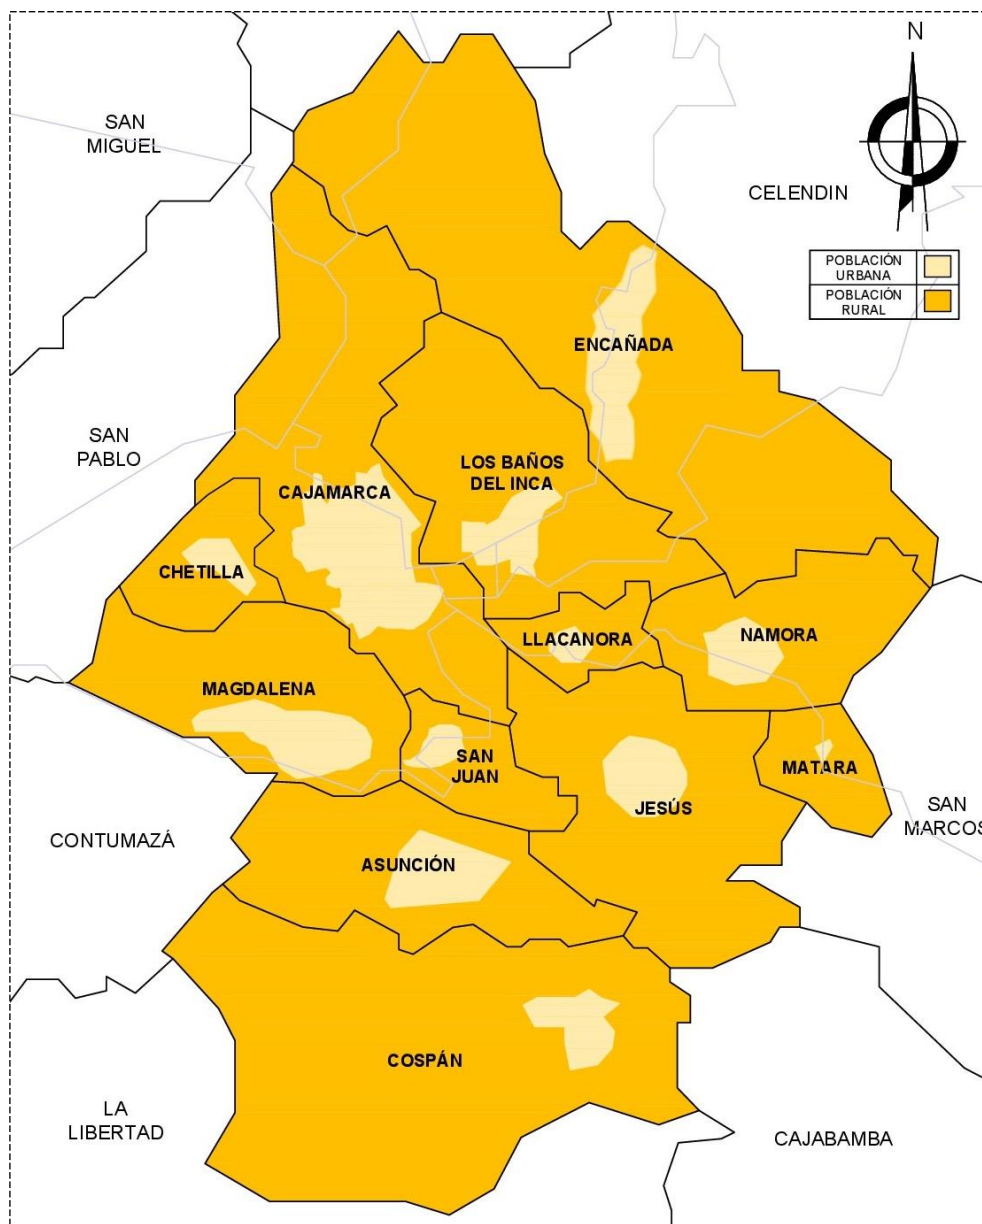 N
SAN
MIGUEL
CELENDIN
POBLACIÓN
URBANA
POBLACIÓN
RURAL
ENCAÑADA
SAN
PABLO
LOS BAÑOS
DEL INCA
CAJAMARCA
CHETILLA
LLACANORA
NAMORA
MAGDALENA
SAN
JUAN
MATARA
JESÚS
SAN
MARCOS
CONTUMAZÁ
ASUNCIÓN
COSPÁN
LA
LIBERTAD
CAJABAMBA